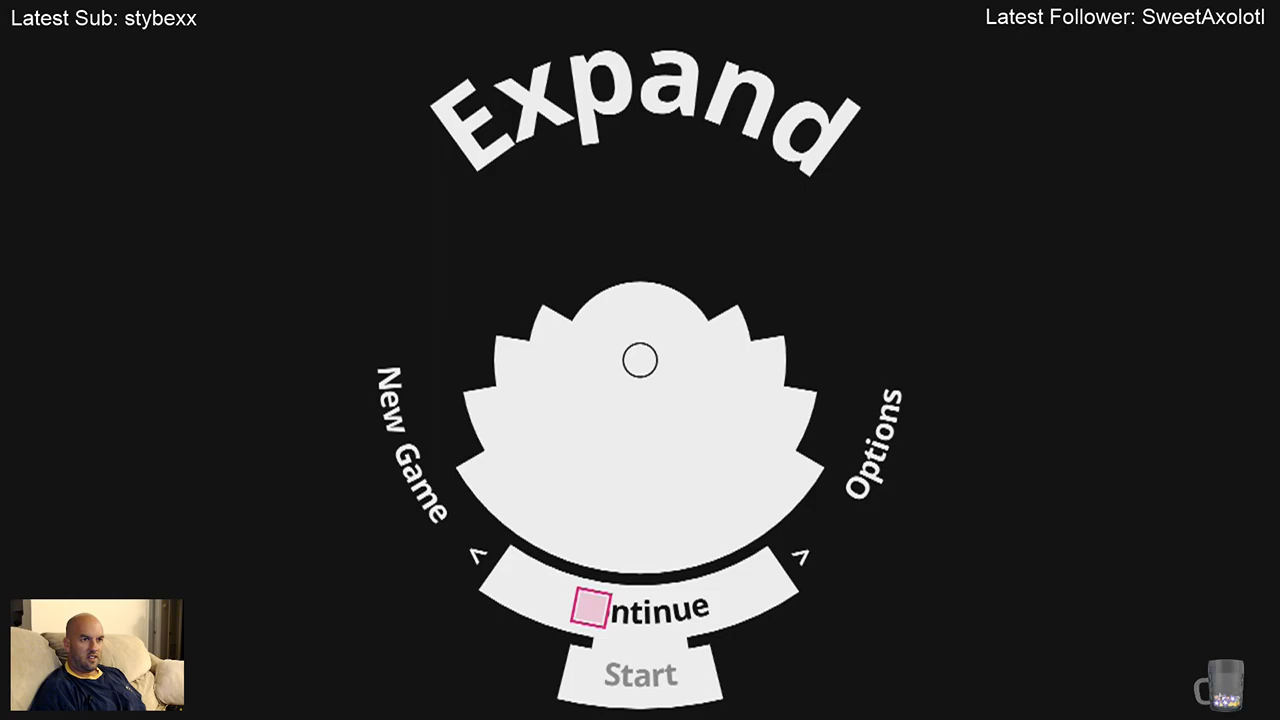 Latest Sub: stybexx
Latest Follower: SweetAxolotl
Expand
New Game
Options
< ntinue >
Start